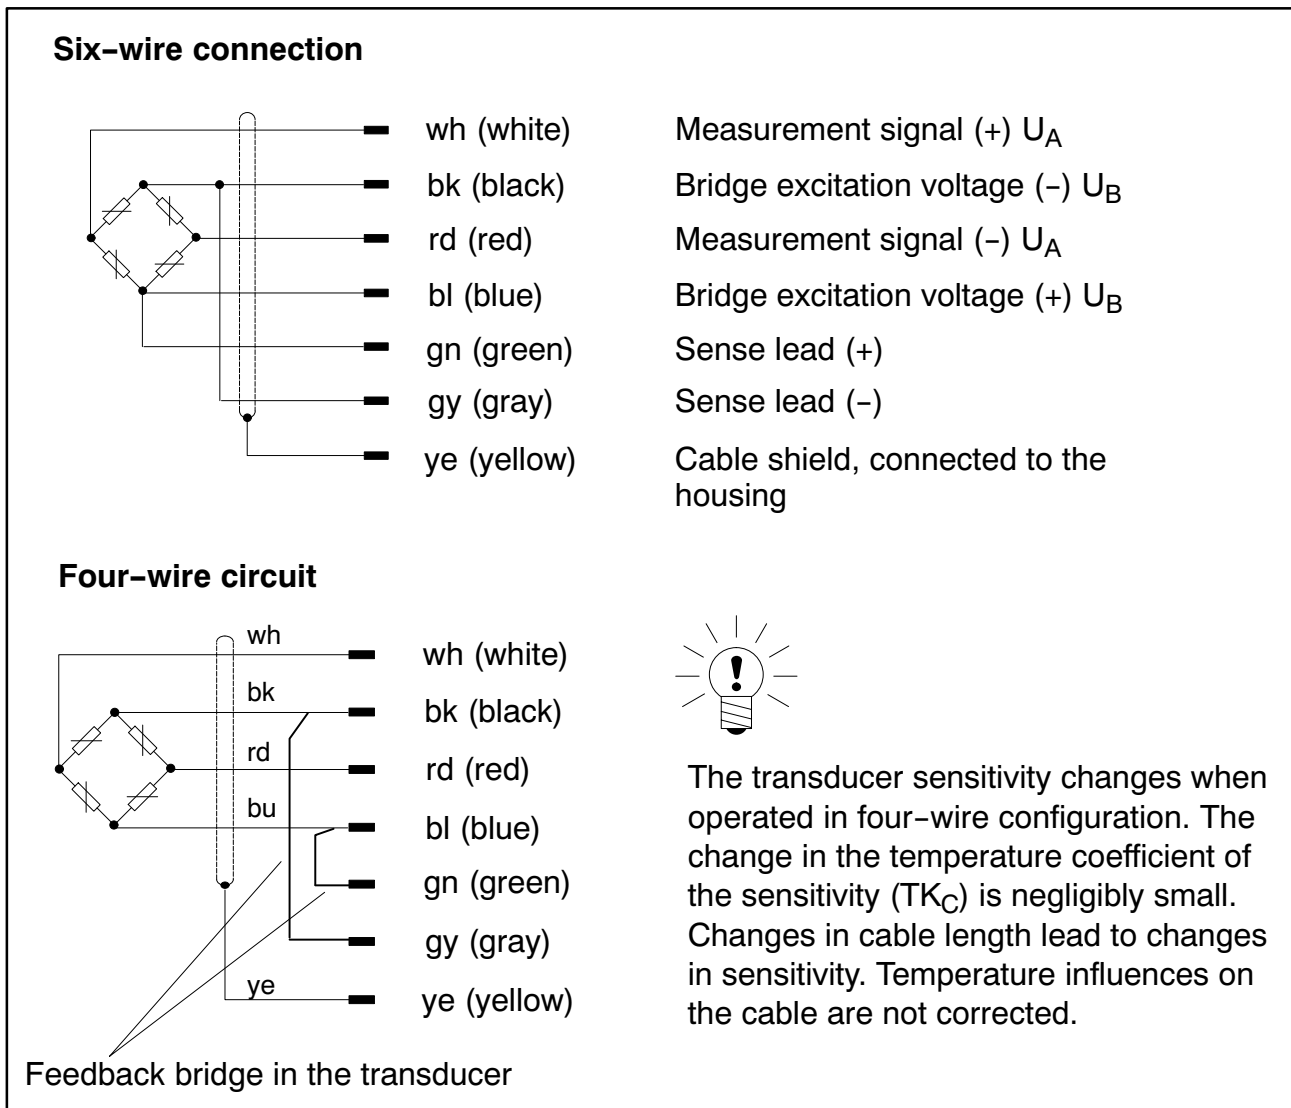 Six-wire connection
wh (white) Measurement signal (+) UA
bk (black) Bridge excitation voltage (-) UB
rd (red) Measurement signal (-) UA
bl (blue) Bridge excitation voltage (+) UB
gn (green) Sense lead (+)
gy (gray) Sense lead (-)
ye (yellow) Cable shield, connected to the
housing
Four-wire circuit
wh
wh (white)
bk
bk (black)
rd
rd (red)
bu
bl (blue)
gn (green)
gy (gray)
ye
ye (yellow)
Feedback bridge in the transducer
!
The transducer sensitivity changes when
operated in four-wire configuration. The
change in the temperature coefficient of
the sensitivity (TKC) is negligibly small.
Changes in cable length lead to changes
in sensitivity. Temperature influences on
the cable are not corrected.